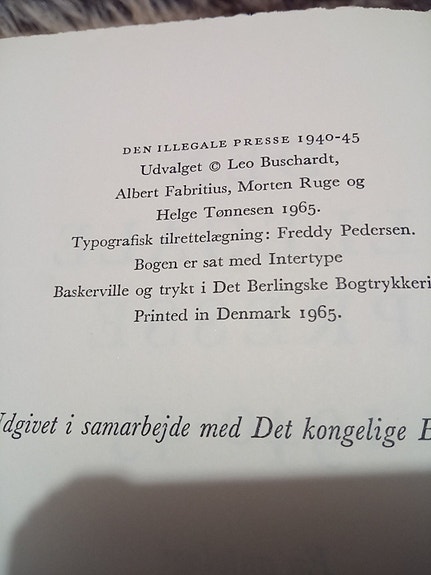 DEN ILLEGALE PRESSE 1940-45
Udvalget © Leo Buschardt,
Albert Fabritius, Morten Ruge og
Helge Tønnesen 1965.
Typografisk tilrettelægning: Freddy Pedersen.
Bogen er sat med Intertype
Baskerville og trykt i Det Berlingske Bogtrykkeri
Printed in Denmark 1965.
Udgivet i samarbejde med Det kongelige